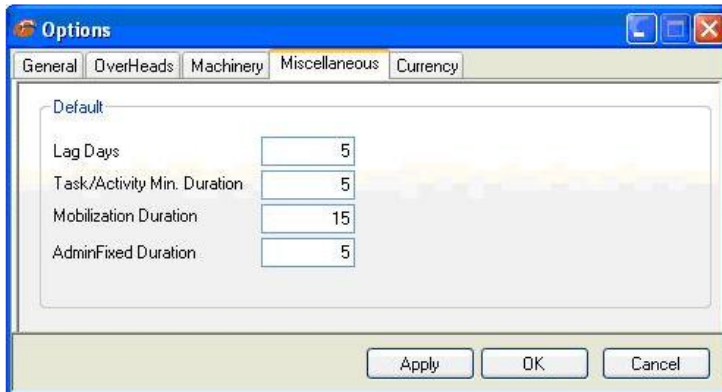 Options
General OverHeads Machinery Miscellaneous Currency
Default
Lag Days 5
Task/Activity Min. Duration 5
Mobilization Duration 15
AdminFixed Duration 5
Apply OK Cancel